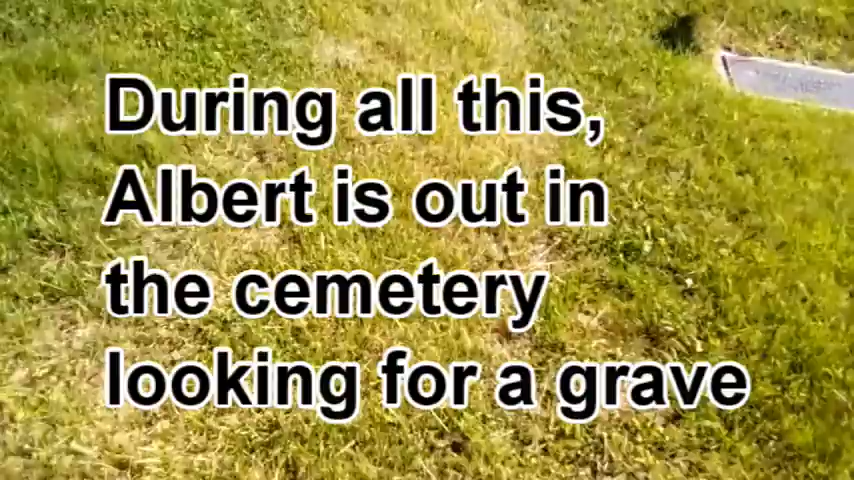 During all this,
Albert is out in
the cemetery
looking for a grave